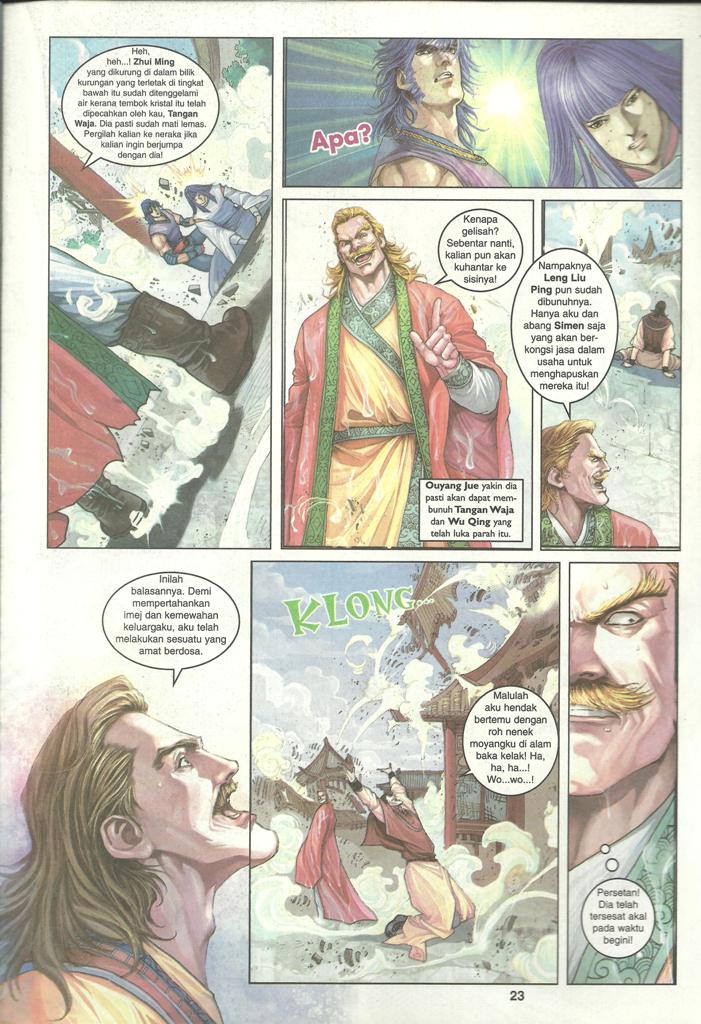 Heh,
heh...! Zhui Ming
yang dikurung di dalam bilik
kurungan yang terletak di tingkat
bawah itu sudah ditenggelami
air kerana tembok kristal itu telah
dipecahkan oleh kau, Tangan
Waja. Dia pasti sudah mati lemas.
Pergilah kalian ke neraka jika
kalian ingin berjumpa
dengan dia!
Apa?
Kenapa
gelisah?
Sebentar nanti,
kalian pun akan
kuhantar ke
sisinya!
Ouyang Jue yakin dia
pasti akan dapat mem-
bunuh Tangan Waja
dan Wu Qing yang
telah luka parah itu.
Nampaknya
Leng Liu
Ping pun sudah
dibunuhnya.
Hanya aku dan
abang Simen saja
yang akan ber-
kongsi jasa dalam
usaha untuk
menghapuskan
mereka itu!
Inilah
balasannya. Demi
mempertahankan
imej dan kemewahan
keluargaku, aku telah
melakukan sesuatu yang
amat berdosa.
KLONG...
Malulah
aku hendak
bertemu dengan
roh nenek
moyangku di alam
baka kelak! Ha,
ha, ha...!
Wo...wo...!
Persetan!
Dia telah
tersesat akal
pada waktu
begini!
23